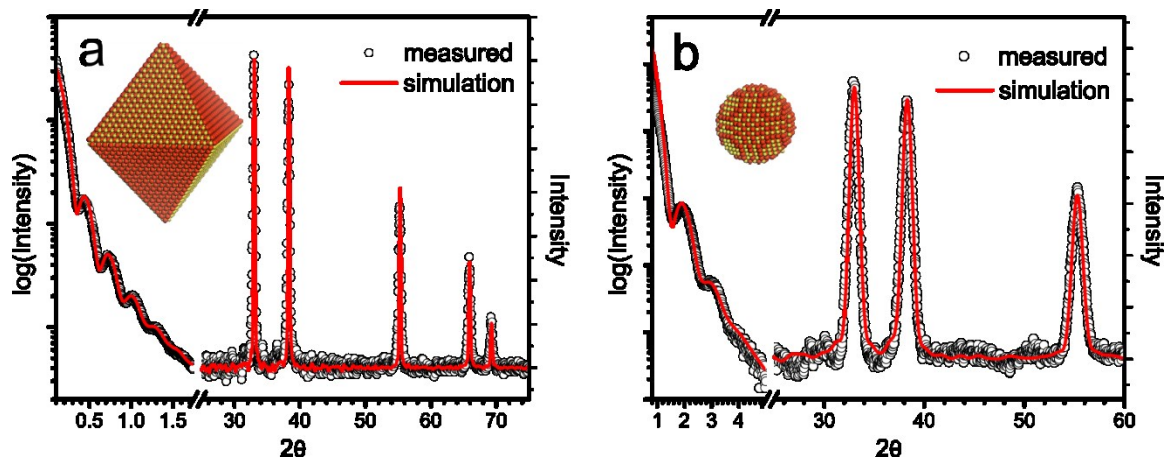 a
measured
simulation
log(Intensity)
Intensity
0.5 1.0 1.5 30 40 50 60 70
2θ
b
measured
simulation
log(Intensity)
Intensity
1 2 3 4 30 40 50 60
2θ